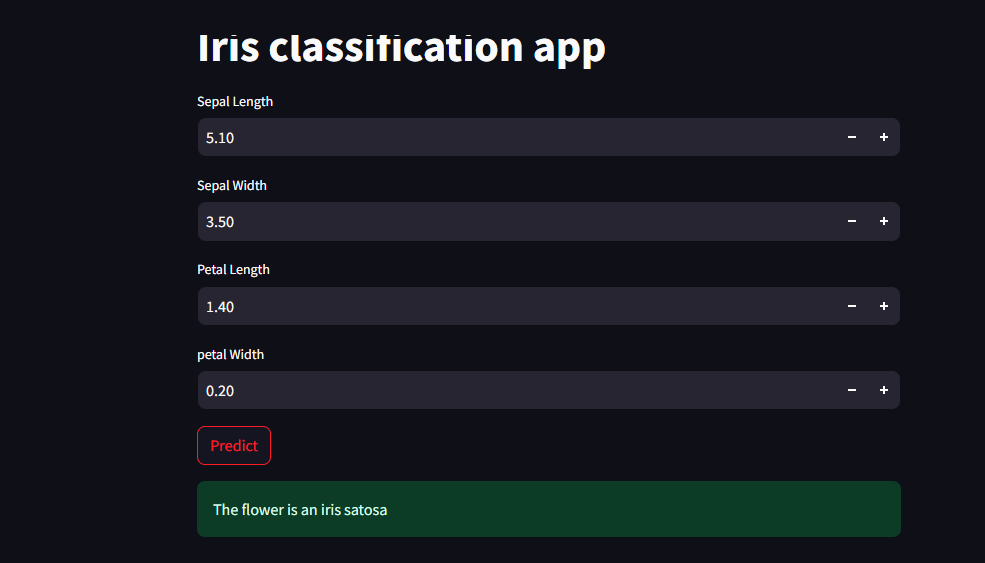 Iris classification app
Sepal Length
5.10
Sepal Width
3.50
Petal Length
1.40
petal Width
0.20
Predict
The flower is an iris satosa